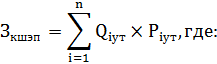 З_кшэп = ∑_{i=1}^{n} Q_iут × P_iут, где: